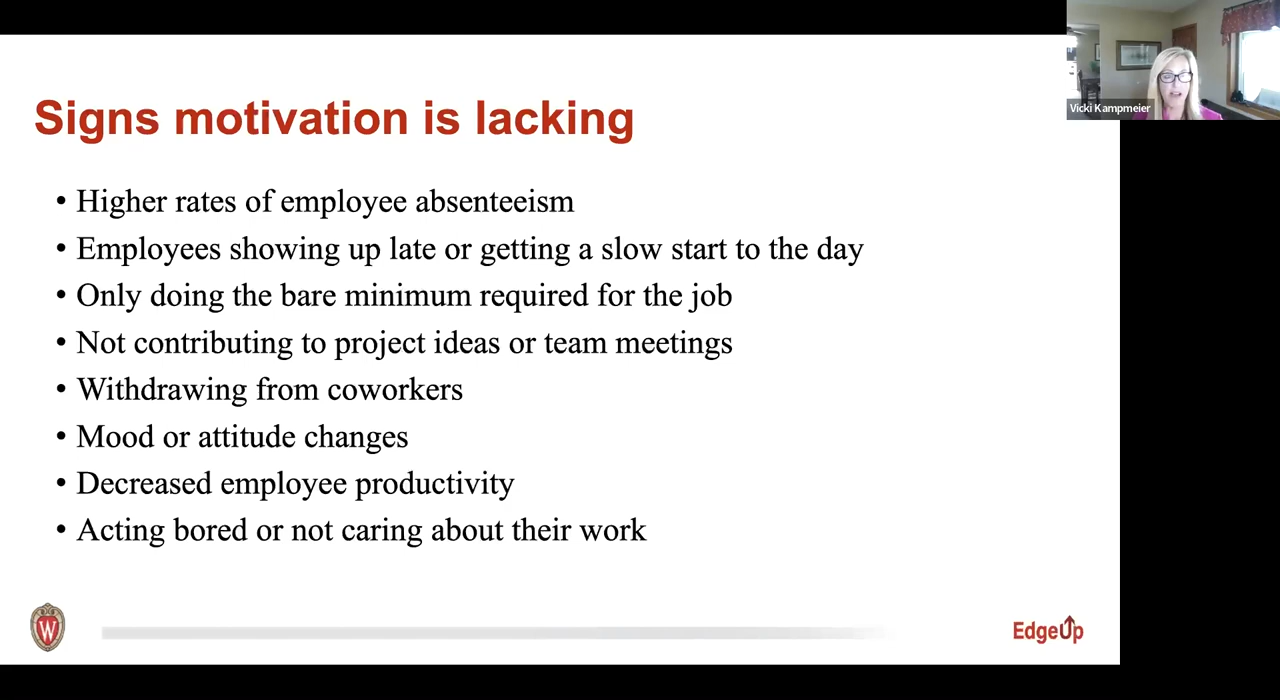 Vicki Kampmeier
Signs motivation is lacking
• Higher rates of employee absenteeism
• Employees showing up late or getting a slow start to the day
• Only doing the bare minimum required for the job
• Not contributing to project ideas or team meetings
• Withdrawing from coworkers
• Mood or attitude changes
• Decreased employee productivity
• Acting bored or not caring about their work
W
EdgeUp